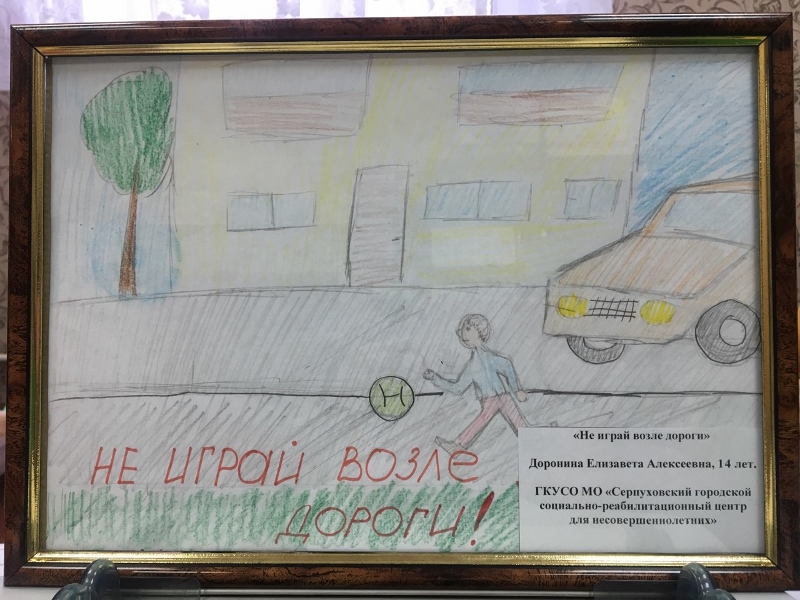 НЕ ИГРАЙ ВОЗЛЕ
ДОРОГИ!
«Не играй возле дороги»
Доронина Елизавета Алексеевна, 14 лет.
ГКУСО МО «Серпуховский городской
социально-реабилитационный центр
для несовершеннолетних»